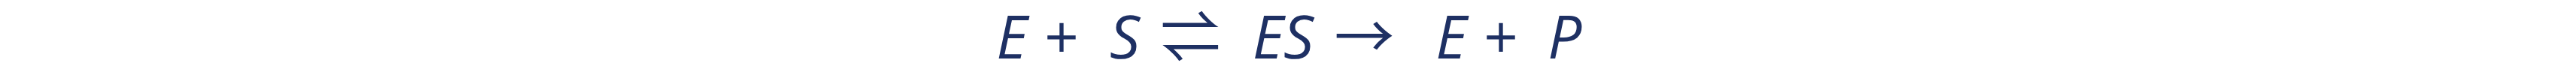 E + S ⇌ ES → E + P